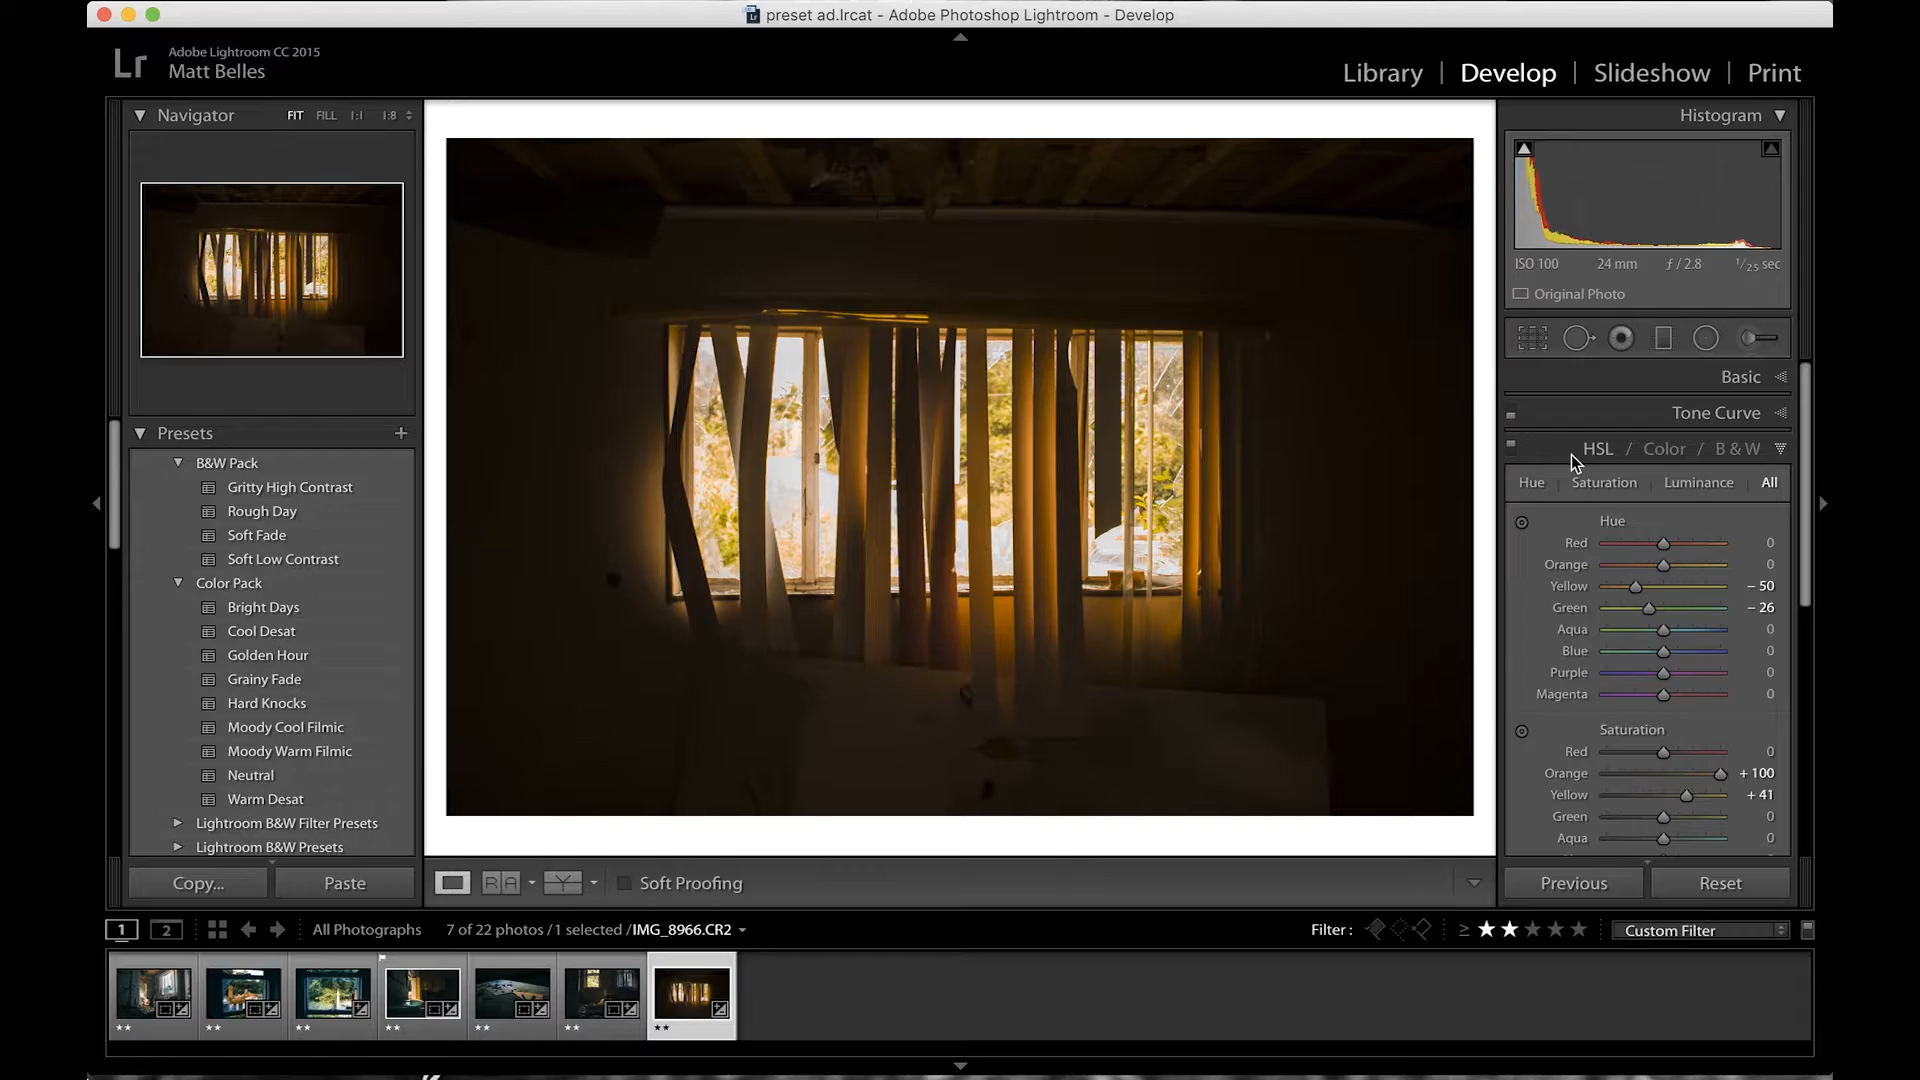 preset ad.lrcat - Adobe Photoshop Lightroom - Develop
Lr
Adobe Lightroom CC 2015
Matt Belles
Library | Develop | Slideshow | Print
Navigator FIT FILL 1:1 1:8
Presets +
B&W Pack
Gritty High Contrast
Rough Day
Soft Fade
Soft Low Contrast
Color Pack
Bright Days
Cool Desat
Golden Hour
Grainy Fade
Hard Knocks
Moody Cool Filmic
Moody Warm Filmic
Neutral
Warm Desat
Lightroom B&W Filter Presets
Lightroom B&W Presets
Copy... Paste
Soft Proofing
Histogram
ISO 100 24 mm ƒ / 2.8 1/25 sec
Original Photo
Basic
Tone Curve
HSL / Color / B & W
Hue Saturation Luminance All
Hue
Red 0
Orange 0
Yellow – 50
Green – 26
Aqua 0
Blue 0
Purple 0
Magenta 0
Saturation
Red 0
Orange + 100
Yellow + 41
Green 0
Aqua 0
Previous Reset
1 2 All Photographs 7 of 22 photos / 1 selected / IMG_8966.CR2
Filter : ≥ ★★★★★ Custom Filter